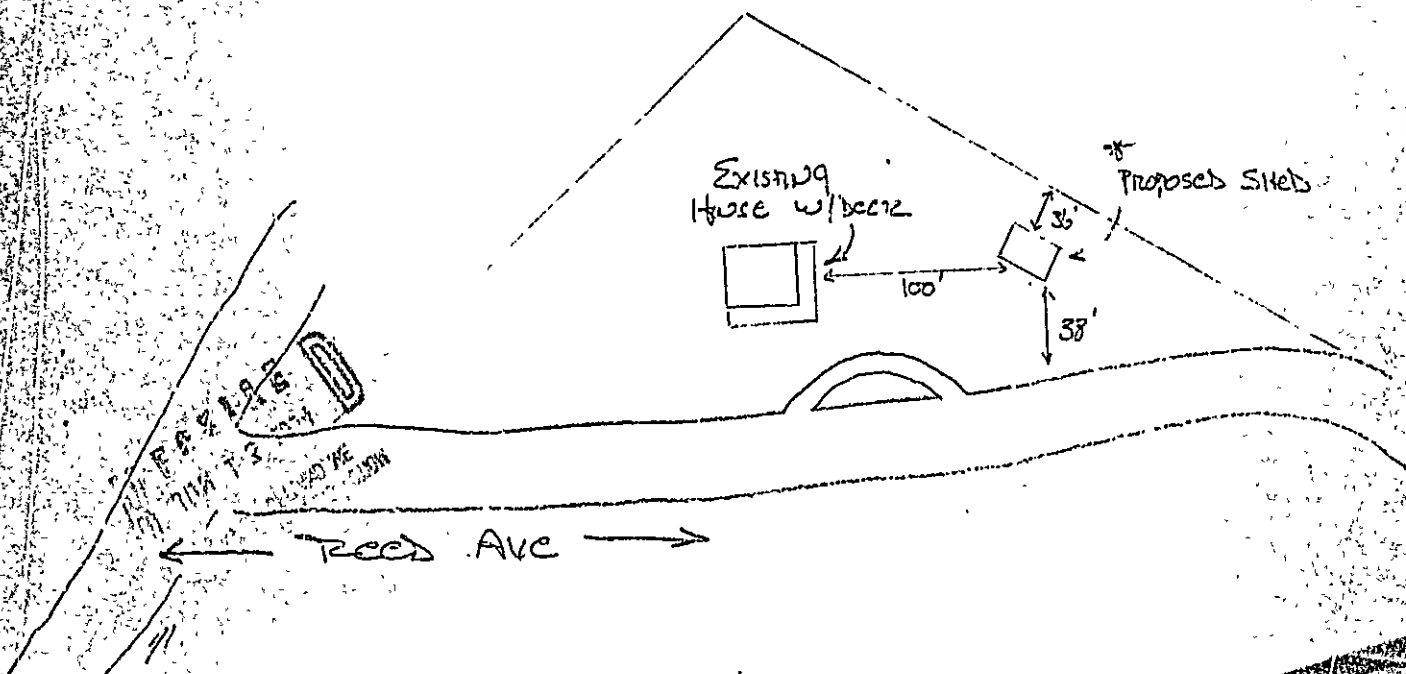 Existing
House w/Deck
Proposed Shed
36'
100'
38'
Reed Ave